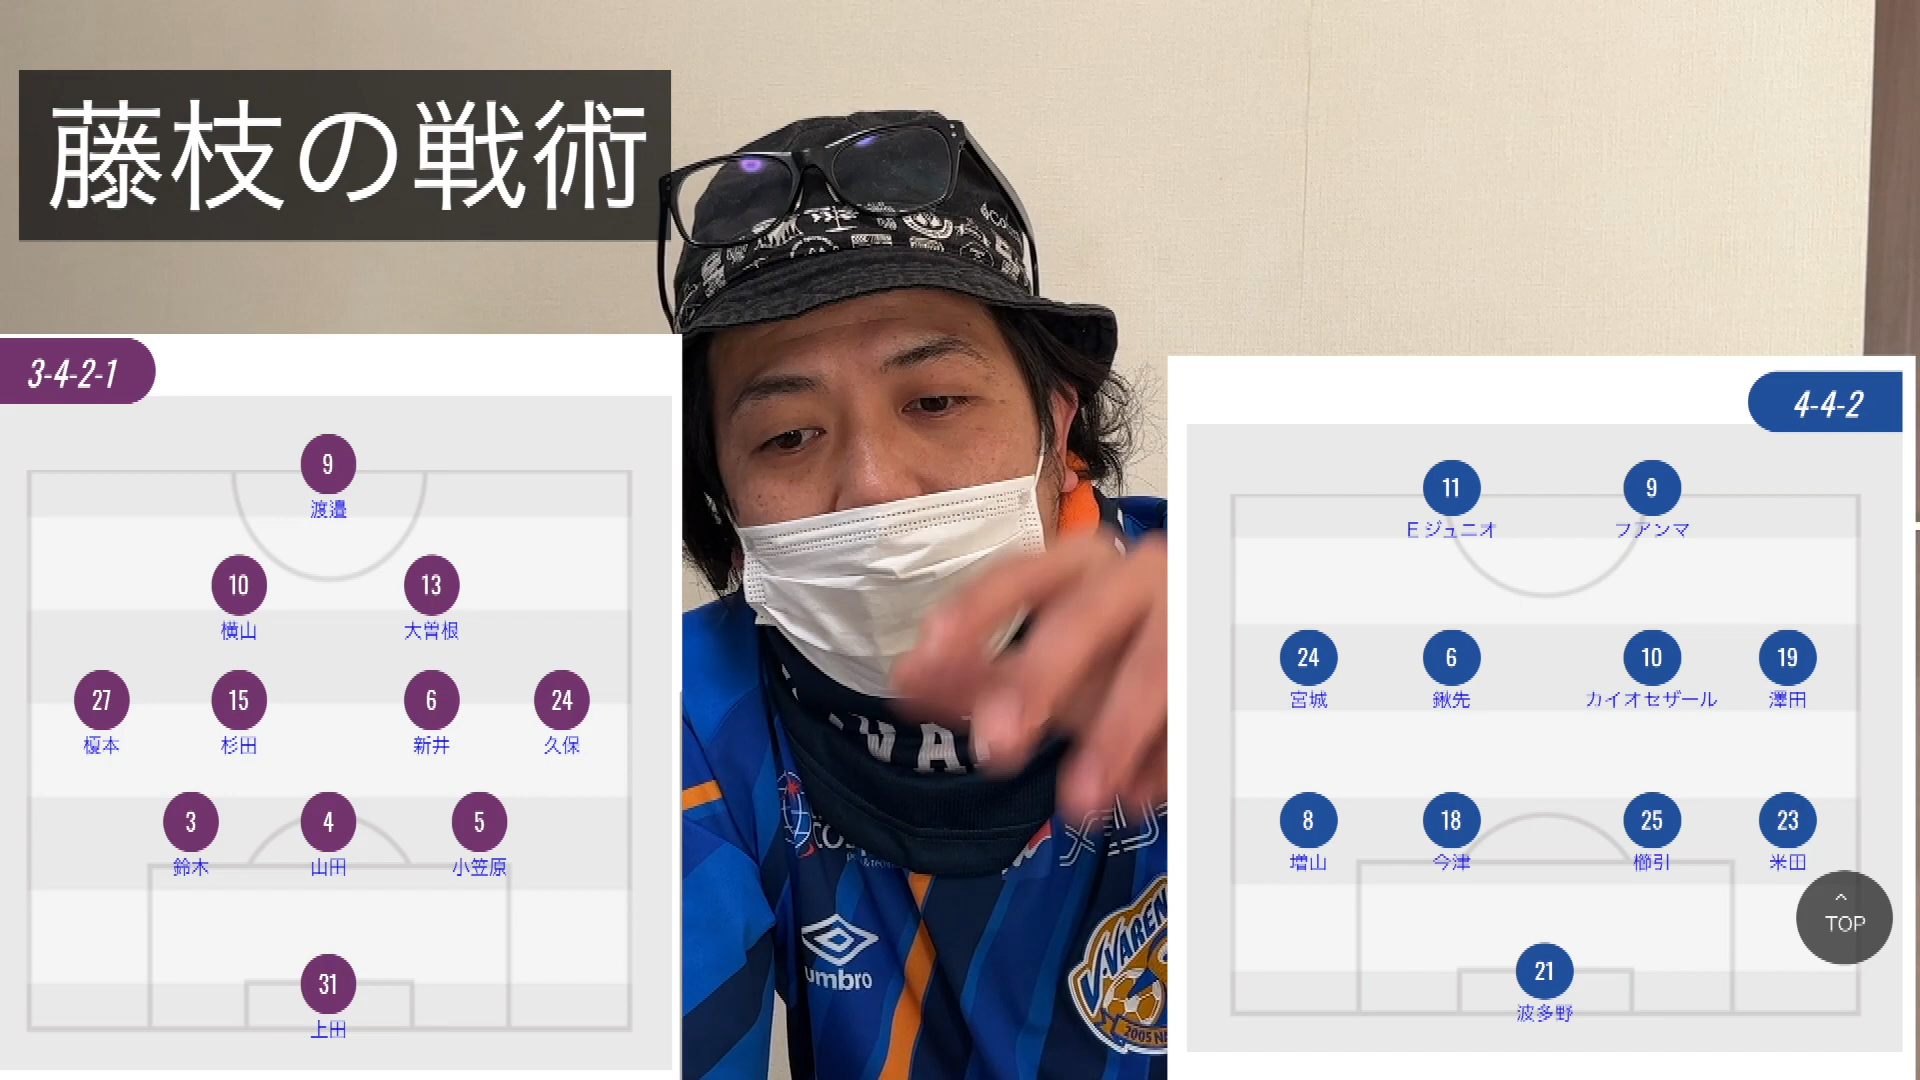 藤枝の戦術
3-4-2-1
9
渡邉
10
横山
13
大曽根
27
榎本
15
杉田
6
新井
24
久保
3
鈴木
4
山田
5
小笠原
31
上田
4-4-2
11
Eジュニオ
9
フアンマ
24
宮城
6
鍬先
10
カイオセザール
19
澤田
8
増山
18
今津
25
櫛引
23
米田
21
波多野
TOP
umbro
2005